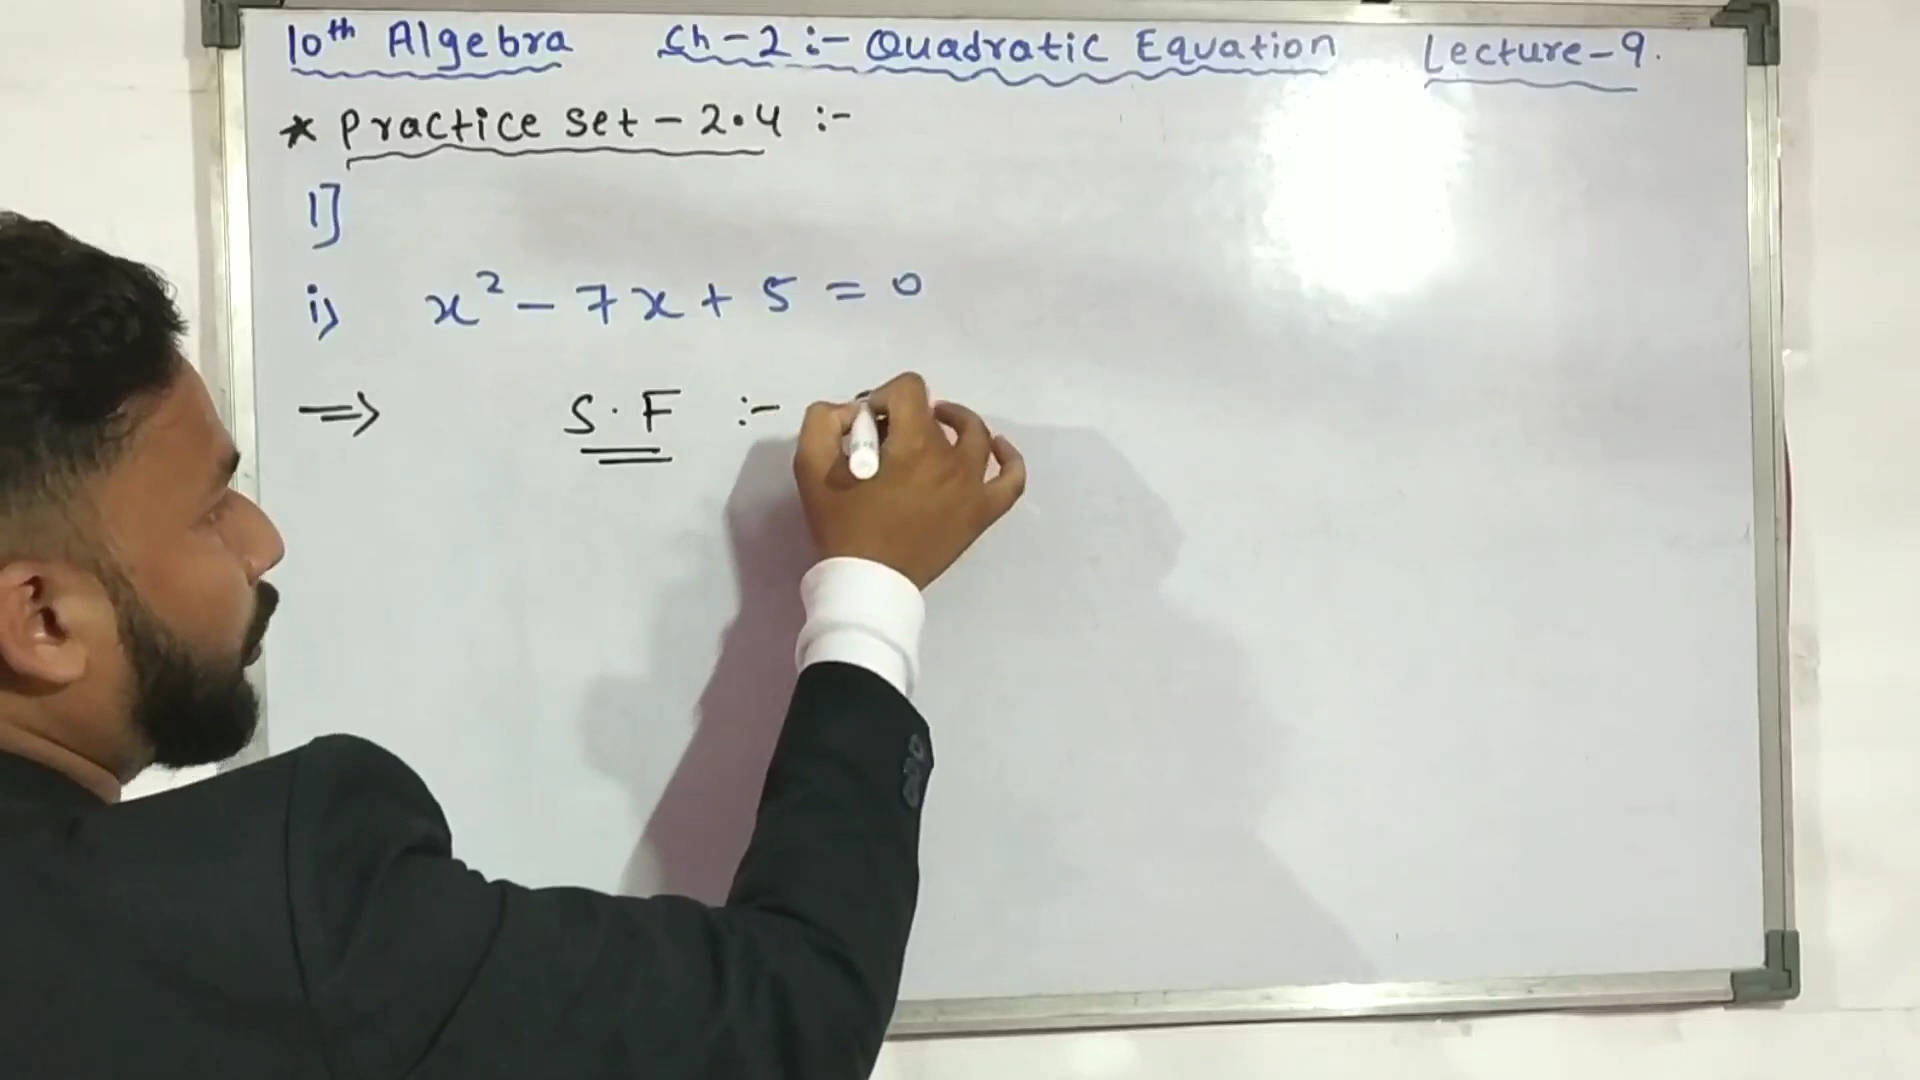 10th Algebra Ch-2 :- Quadratic Equation Lecture-9.
* Practice set - 2.4 :-
1]
i) x² - 7x + 5 = 0
⇒ S.F :-